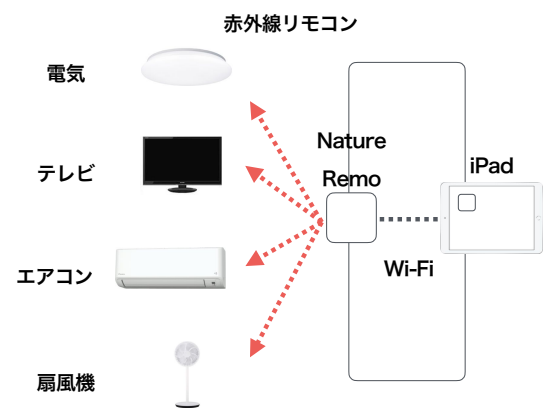 赤外線リモコン
電気
テレビ
エアコン
扇風機
Nature
Remo
Wi-Fi
iPad